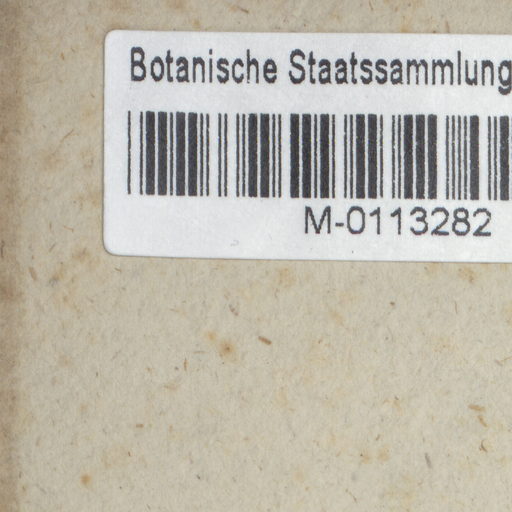 Botanische Staatssammlung
M-0113282